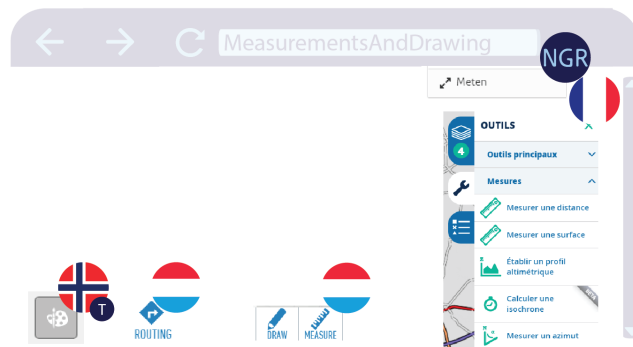 MeasurementsAndDrawing
NGR
Meten
OUTILS
4
Outils principaux
Mesures
Mesurer une distance
Mesurer une surface
Établir un profil
altimétrique
Calculer une
isochrone
BETA
Mesurer un azimut
N
T
ROUTING
DRAW
MEASURE